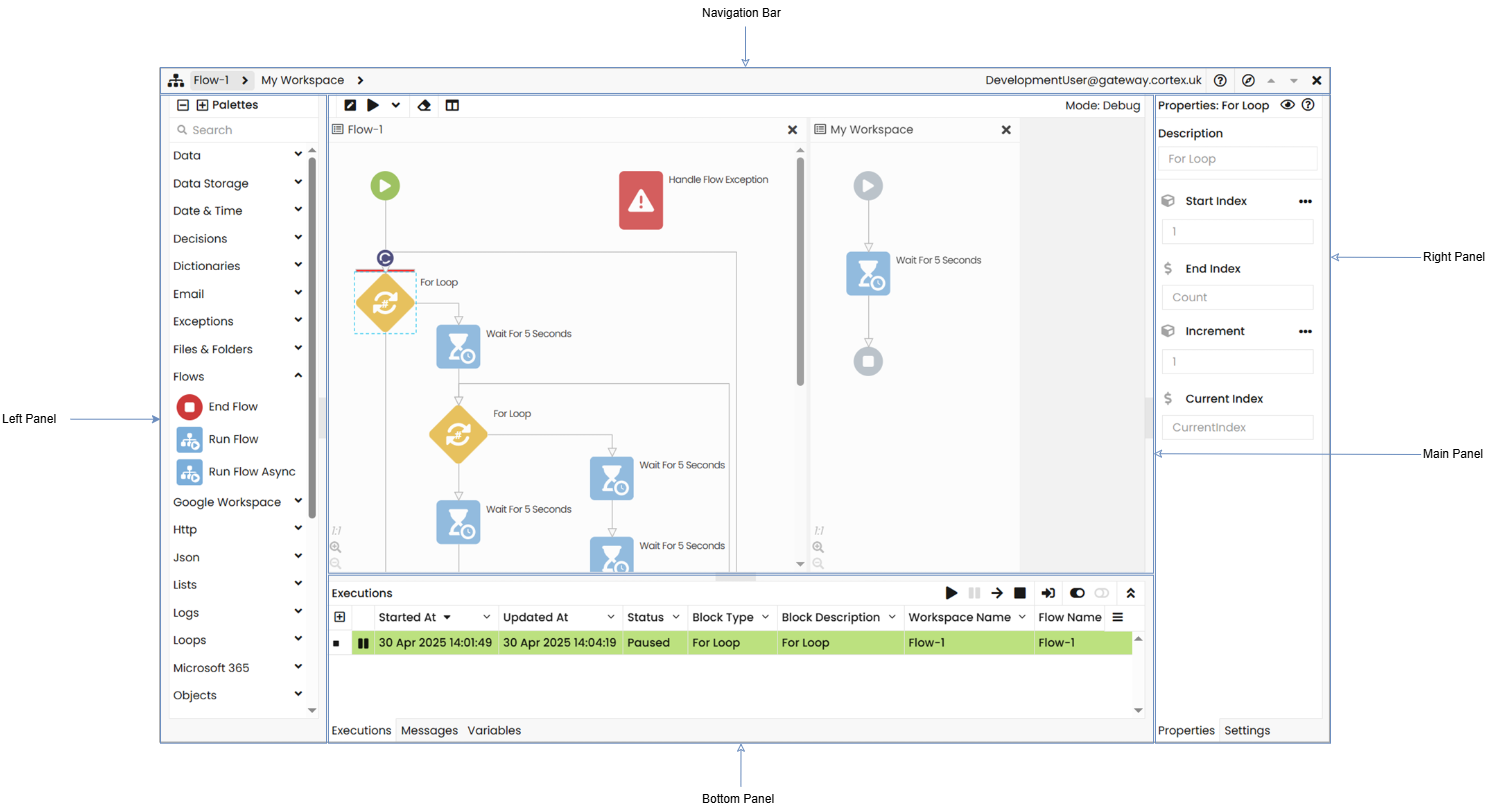 Navigation Bar
Flow-1 My Workspace DevelopmentUser@gateway.cortex.uk
Palettes
Search
Data
Data Storage
Date & Time
Decisions
Dictionaries
Email
Exceptions
Files & Folders
Flows
End Flow
Run Flow
Run Flow Async
Google Workspace
Http
Json
Lists
Logs
Loops
Microsoft 365
Objects
Left Panel
Mode: Debug
Flow-1
Handle Flow Exception
C
For Loop
#
Wait For 5 Seconds
For Loop
#
Wait For 5 Seconds
Wait For 5 Seconds
Wait For 5 Seconds
1:1
My Workspace
Wait For 5 Seconds
1:1
Properties: For Loop
Description
For Loop
Start Index
1
$ End Index
Count
Increment
1
$ Current Index
CurrentIndex
Properties Settings
Right Panel
Main Panel
Executions
Started At Updated At Status Block Type Block Description Workspace Name Flow Name
30 Apr 2025 14:01:49 30 Apr 2025 14:04:19 Paused For Loop For Loop Flow-1 Flow-1
Executions Messages Variables
Bottom Panel